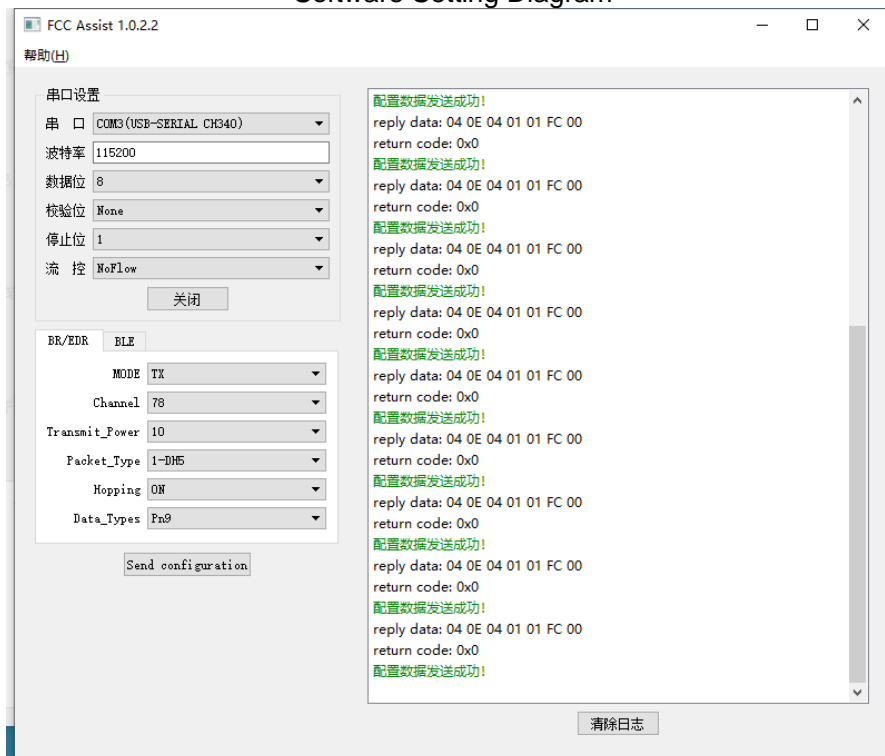 Software Setting Diagram
FCC Assist 1.0.2.2
帮助(H)
串口设置
串 口 COM3(USB-SERIAL CH340)
波特率 115200
数据位 8
校验位 None
停止位 1
流 控 NoFlow
关闭
BR/EDR BLE
MODE TX
Channel 78
Transmit_Power 10
Packet_Type 1-DH5
Hopping ON
Data_Types Pn9
Send configuration
配置数据发送成功!
reply data: 04 0E 04 01 01 FC 00
return code: 0x0
配置数据发送成功!
reply data: 04 0E 04 01 01 FC 00
return code: 0x0
配置数据发送成功!
reply data: 04 0E 04 01 01 FC 00
return code: 0x0
配置数据发送成功!
reply data: 04 0E 04 01 01 FC 00
return code: 0x0
配置数据发送成功!
reply data: 04 0E 04 01 01 FC 00
return code: 0x0
配置数据发送成功!
reply data: 04 0E 04 01 01 FC 00
return code: 0x0
配置数据发送成功!
reply data: 04 0E 04 01 01 FC 00
return code: 0x0
配置数据发送成功!
reply data: 04 0E 04 01 01 FC 00
return code: 0x0
配置数据发送成功!
reply data: 04 0E 04 01 01 FC 00
return code: 0x0
配置数据发送成功!
清除日志